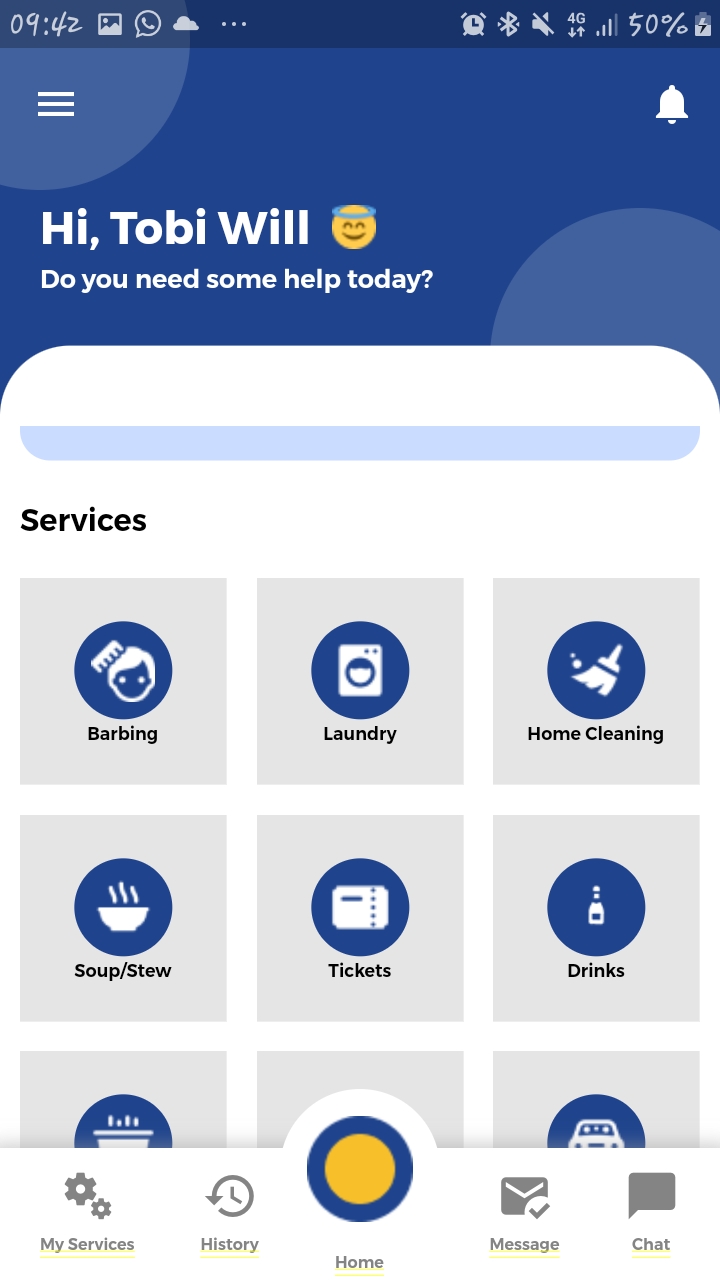 09:42 ... 4G 50%
Hi, Tobi Will 😇
Do you need some help today?
Services
Barbing Laundry Home Cleaning
Soup/Stew Tickets Drinks
My Services History Home Message Chat